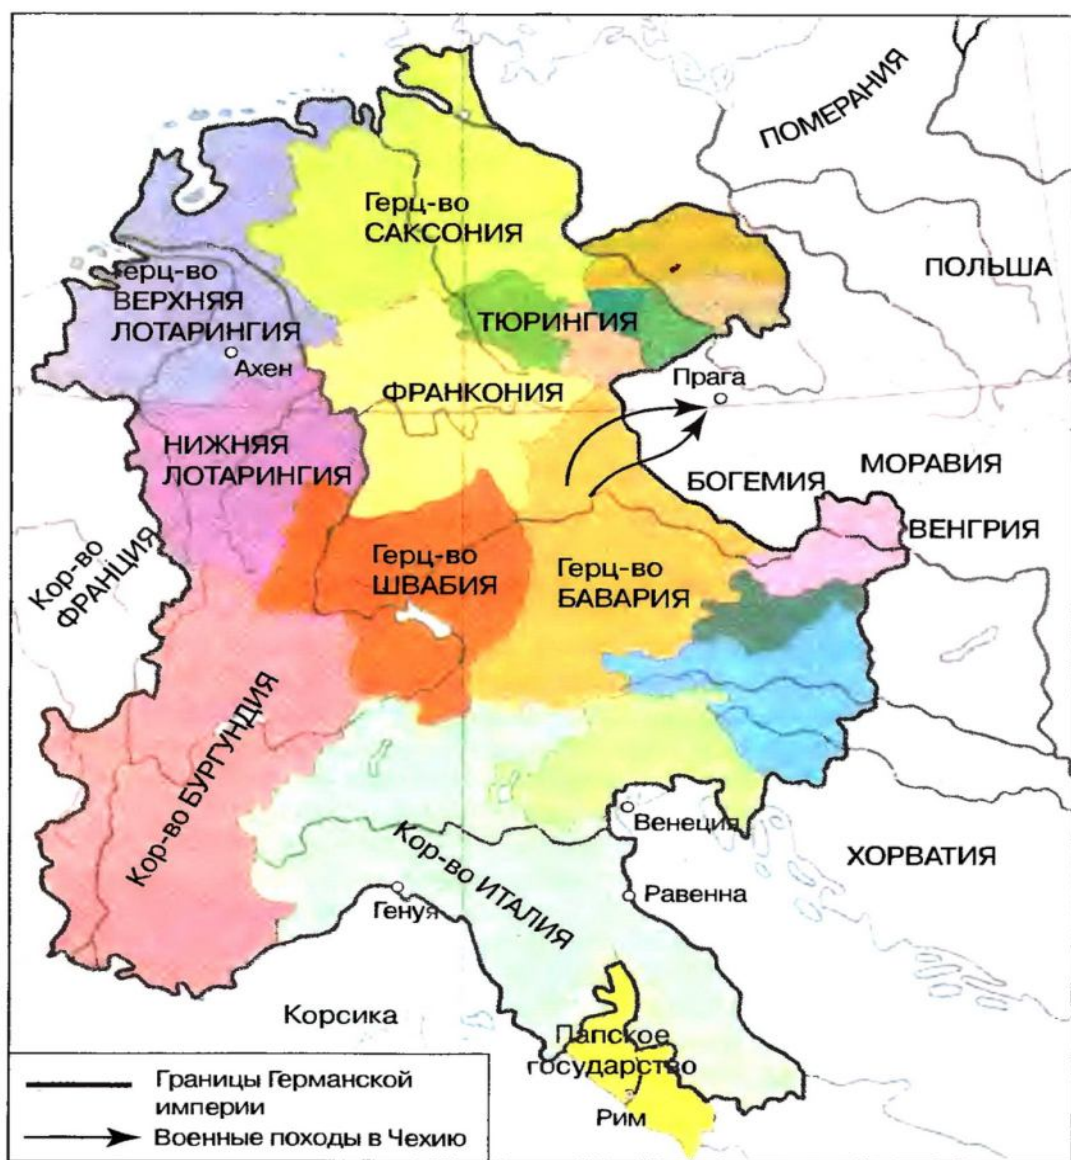 ПОМЕРАНИЯ
Герц-во
САКСОНИЯ
ПОЛЬША
Герц-во
ВЕРХНЯЯ
ЛОТАРИНГИЯ
Ахен
ТЮРИНГИЯ
ФРАНКОНИЯ
Прага
НИЖНЯЯ
ЛОТАРИНГИЯ
БОГЕМИЯ
МОРАВИЯ
ВЕНГРИЯ
Кор-во
ФРАНЦИЯ
Герц-во
ШВАБИЯ
Герц-во
БАВАРИЯ
Кор-во БУРГУНДИЯ
Венеция
Кор-во ИТАЛИЯ
ХОРВАТИЯ
Генуя
Равенна
Корсика
Папское
государство
Рим
Границы Германской
империи
Военные походы в Чехию